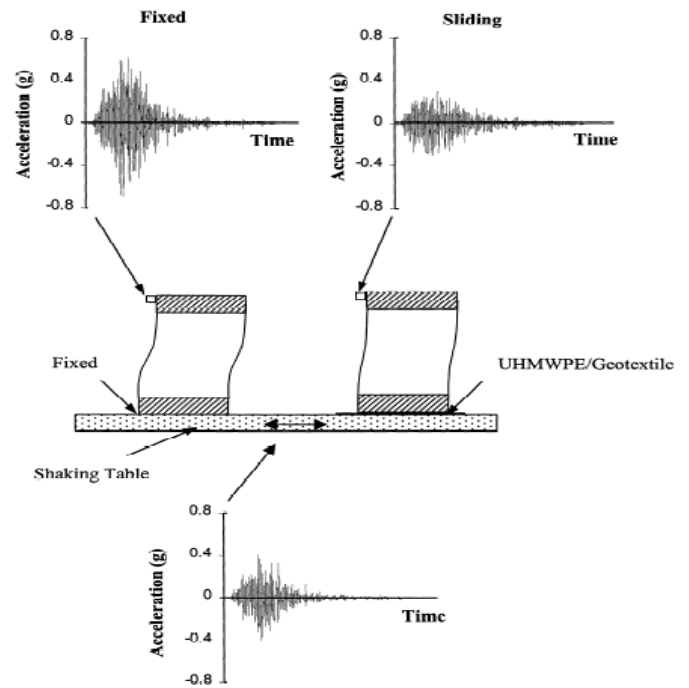 Fixed
Sliding
0.8
0.4
0
-0.4
-0.8
Acceleration (g)
Time
0.8
0.4
0
-0.4
-0.8
Acceleration (g)
Time
Fixed
UHMWPE/Geotextile
Shaking Table
0.8
0.4
0
-0.4
-0.8
Acceleration (g)
Time